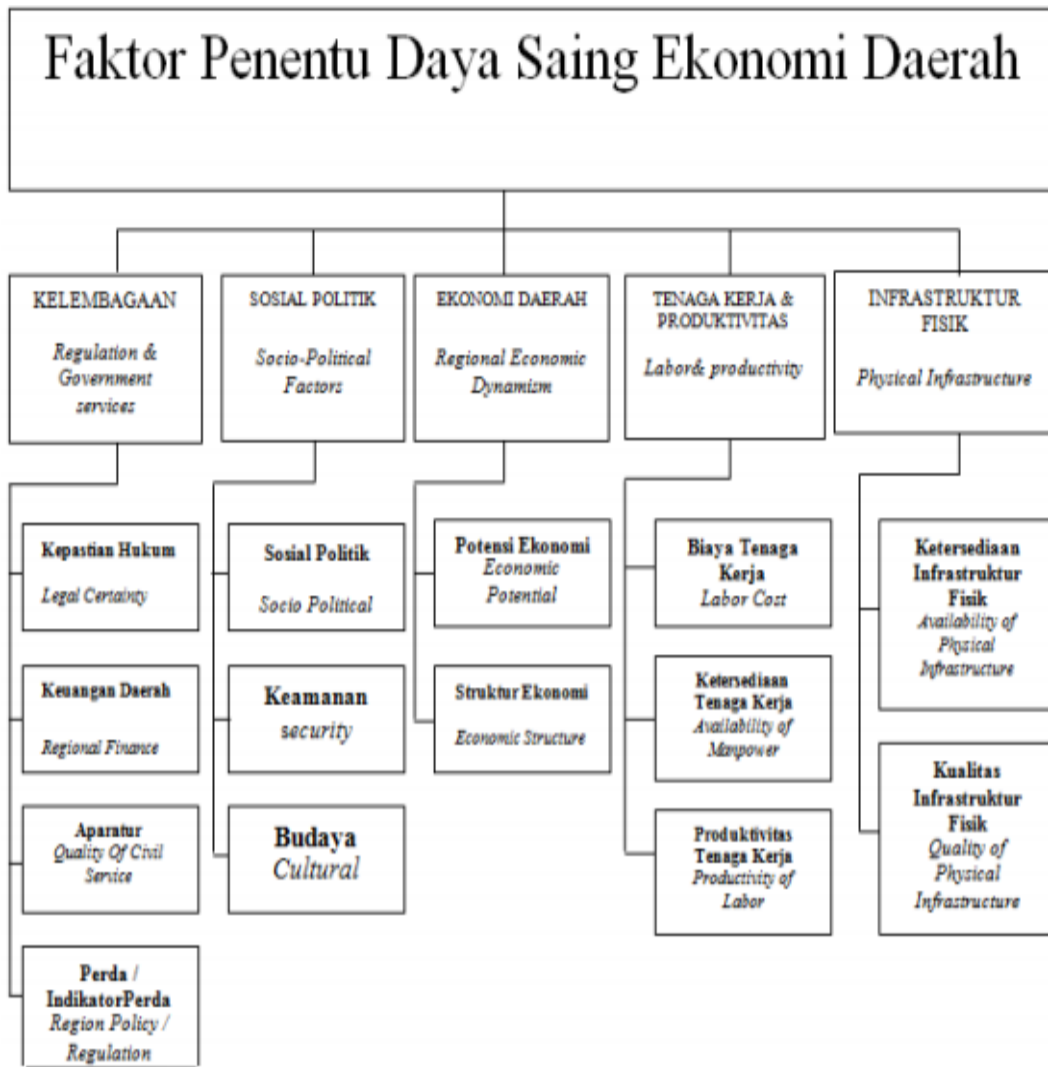 Faktor Penentu Daya Saing Ekonomi Daerah
KELEMBAGAAN
Regulation &
Government
services
SOSIAL POLITIK
Socio-Political
Factors
EKONOMI DAERAH
Regional Economic
Dynamism
TENAGA KERJA &
PRODUKTIVITAS
Labor& productivity
INFRASTRUKTUR
FISIK
Physical Infrastructure
Kepastian Hukum
Legal Certainty
Keuangan Daerah
Regional Finance
Aparatur
Quality Of Civil
Service
Perda /
IndikatorPerda
Region Policy /
Regulation
Sosial Politik
Socio Political
Keamanan
security
Budaya
Cultural
Potensi Ekonomi
Economic
Potential
Struktur Ekonomi
Economic Structure
Biaya Tenaga
Kerja
Labor Cost
Ketersediaan
Tenaga Kerja
Availability of
Manpower
Produktivitas
Tenaga Kerja
Productivity of
Labor
Ketersediaan
Infrastruktur
Fisik
Availability of
Physical
Infrastructure
Kualitas
Infrastruktur
Fisik
Quality of
Physical
Infrastructure